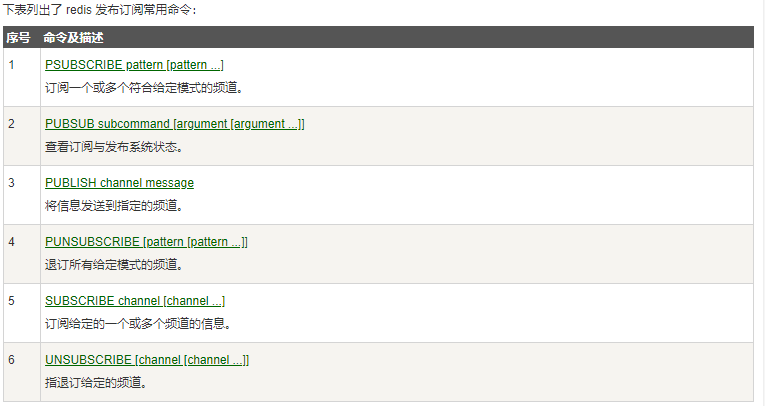 下表列出了 redis 发布订阅常用命令：
序号 命令及描述
1 PSUBSCRIBE pattern [pattern ...]
订阅一个或多个符合给定模式的频道。
2 PUBSUB subcommand [argument [argument ...]]
查看订阅与发布系统状态。
3 PUBLISH channel message
将信息发送到指定的频道。
4 PUNSUBSCRIBE [pattern [pattern ...]]
退订所有给定模式的频道。
5 SUBSCRIBE channel [channel ...]
订阅给定的一个或多个频道的信息。
6 UNSUBSCRIBE [channel [channel ...]]
指退订给定的频道。